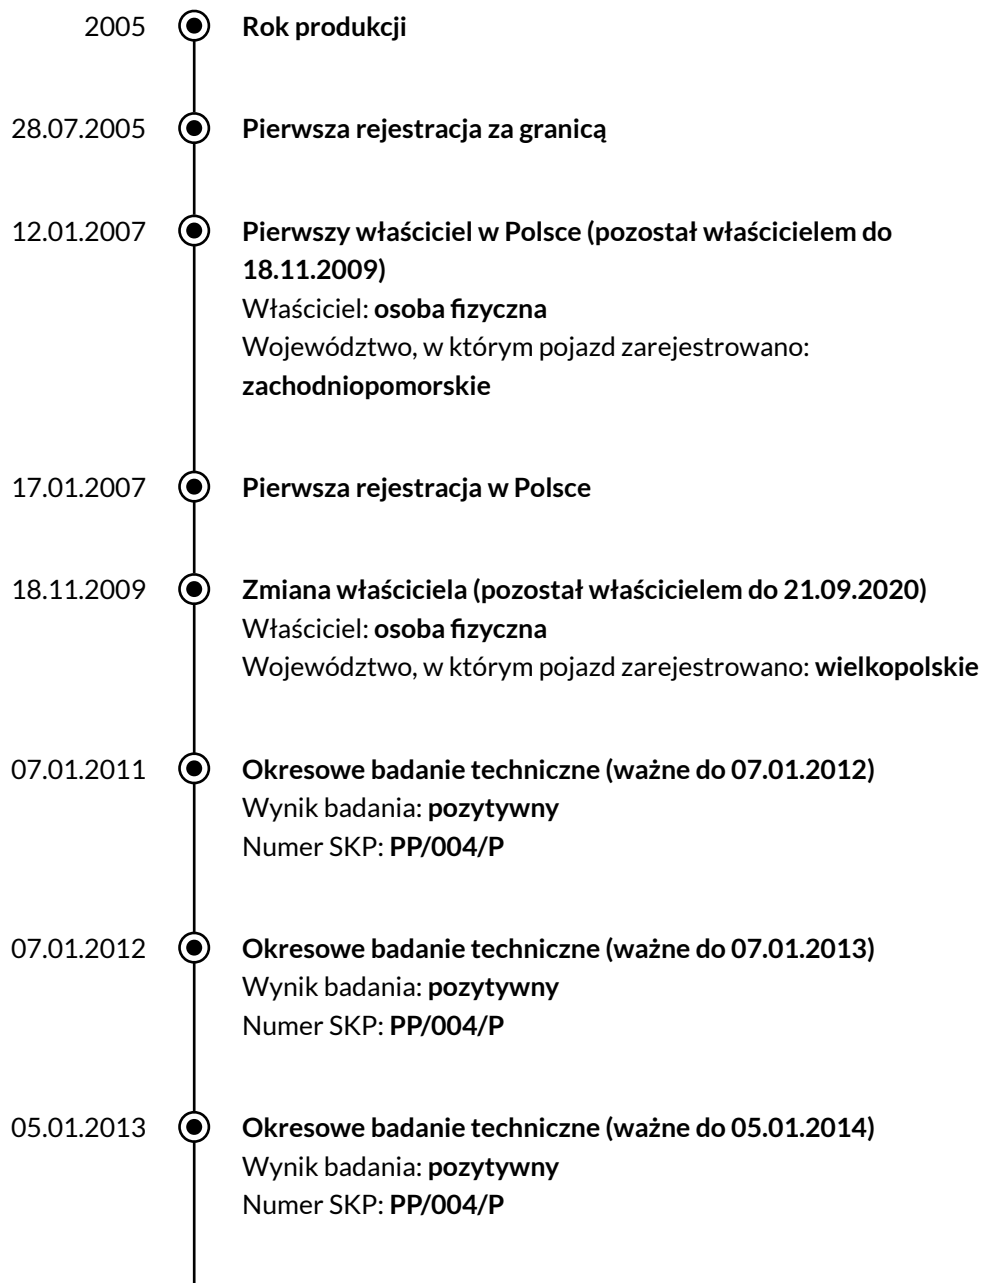 2005 Rok produkcji
28.07.2005 Pierwsza rejestracja za granicą
12.01.2007 Pierwszy właściciel w Polsce (pozostał właścicielem do
18.11.2009)
Właściciel: osoba fizyczna
Województwo, w którym pojazd zarejestrowano:
zachodniopomorskie
17.01.2007 Pierwsza rejestracja w Polsce
18.11.2009 Zmiana właściciela (pozostał właścicielem do 21.09.2020)
Właściciel: osoba fizyczna
Województwo, w którym pojazd zarejestrowano: wielkopolskie
07.01.2011 Okresowe badanie techniczne (ważne do 07.01.2012)
Wynik badania: pozytywny
Numer SKP: PP/004/P
07.01.2012 Okresowe badanie techniczne (ważne do 07.01.2013)
Wynik badania: pozytywny
Numer SKP: PP/004/P
05.01.2013 Okresowe badanie techniczne (ważne do 05.01.2014)
Wynik badania: pozytywny
Numer SKP: PP/004/P